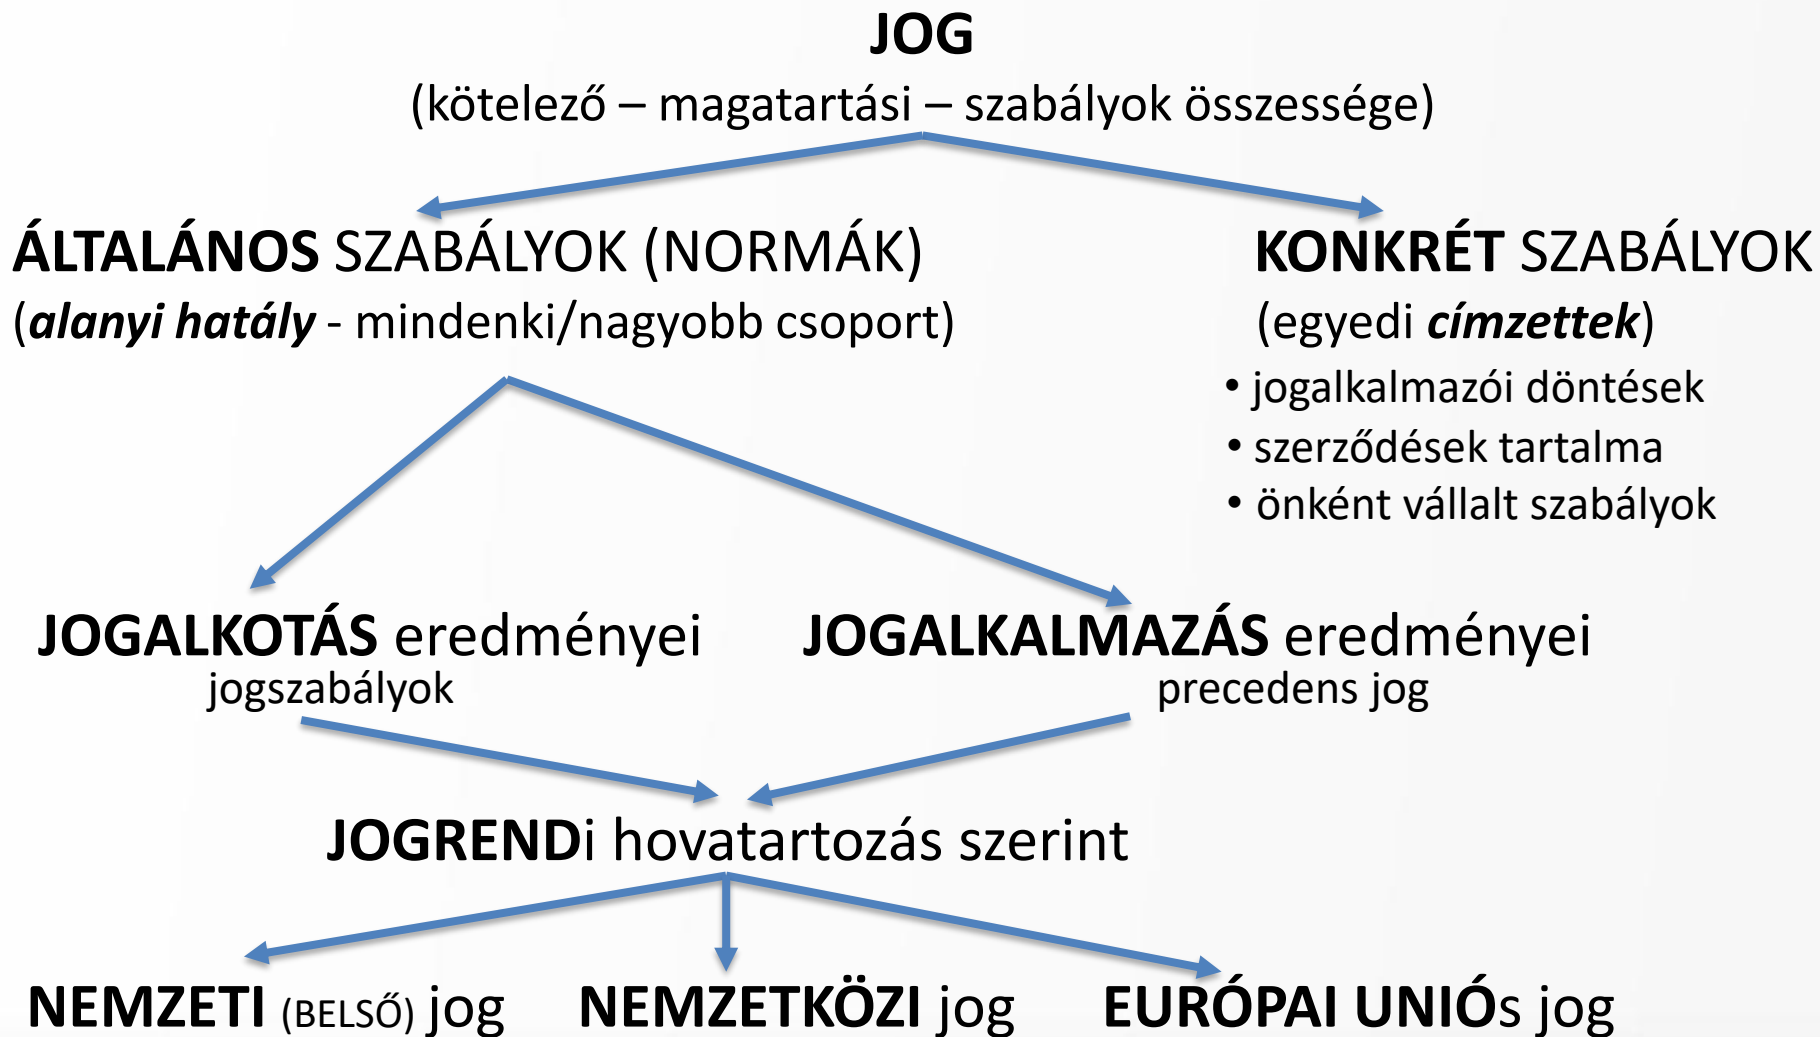 JOG
(kötelező – magatartási – szabályok összessége)
ÁLTALÁNOS SZABÁLYOK (NORMÁK)
(alanyi hatály - mindenki/nagyobb csoport)
KONKRÉT SZABÁLYOK
(egyedi címzettek)
• jogalkalmazói döntések
• szerződések tartalma
• önként vállalt szabályok
JOGALKOTÁS eredményei
jogszabályok
JOGALKALMAZÁS eredményei
precedens jog
JOGRENDi hovatartozás szerint
NEMZETI (BELSŐ) jog
NEMZETKÖZI jog
EURÓPAI UNIÓs jog